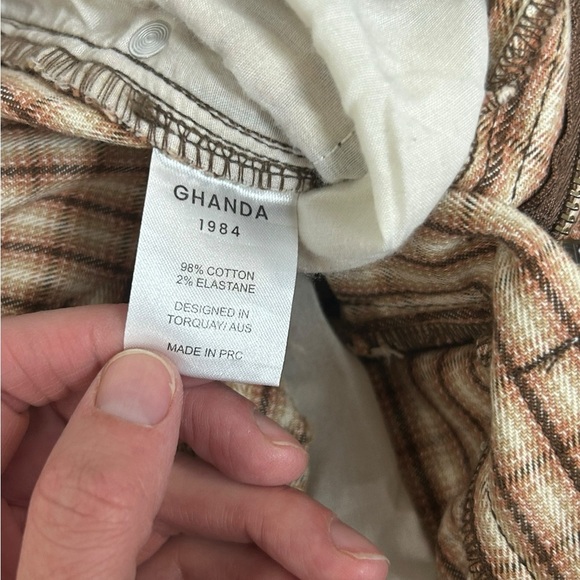 GHANDA
1984
98% COTTON
2% ELASTANE
DESIGNED IN
TORQUAY/ AUS
MADE IN PRC